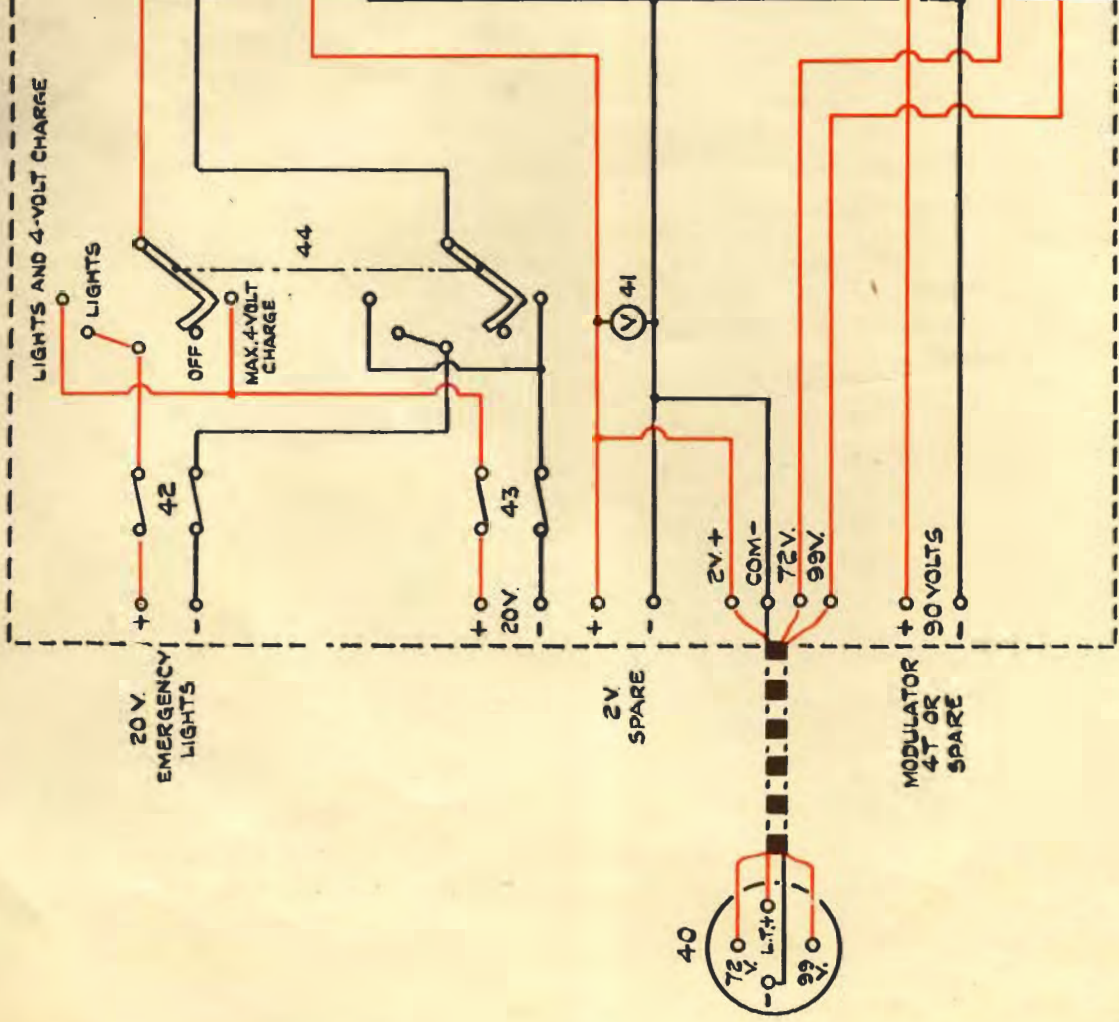 LIGHTS AND 4-VOLT CHARGE
LIGHTS
OFF
MAX. 4-VOLT
CHARGE
44
41
42
43
+
-
+
20V.
-
+
-
2V.+
COM-
72V.
99V.
+
90 VOLTS
-
20 V.
EMERGENCY
LIGHTS
2V.
SPARE
MODULATOR
4T OR
SPARE
40
72
V.
L.T.+
-
99
V.
V